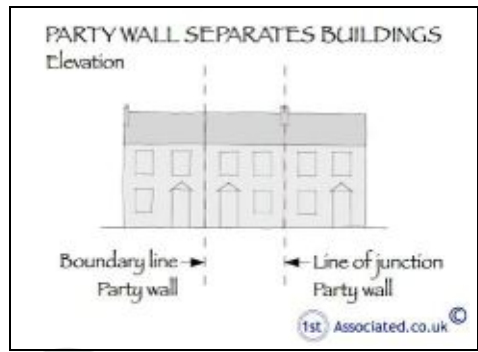 PARTY WALL SEPARATES BUILDINGS
Elevation
Boundary line
Party wall
Line of junction
Party wall
1st Associated.co.uk ©